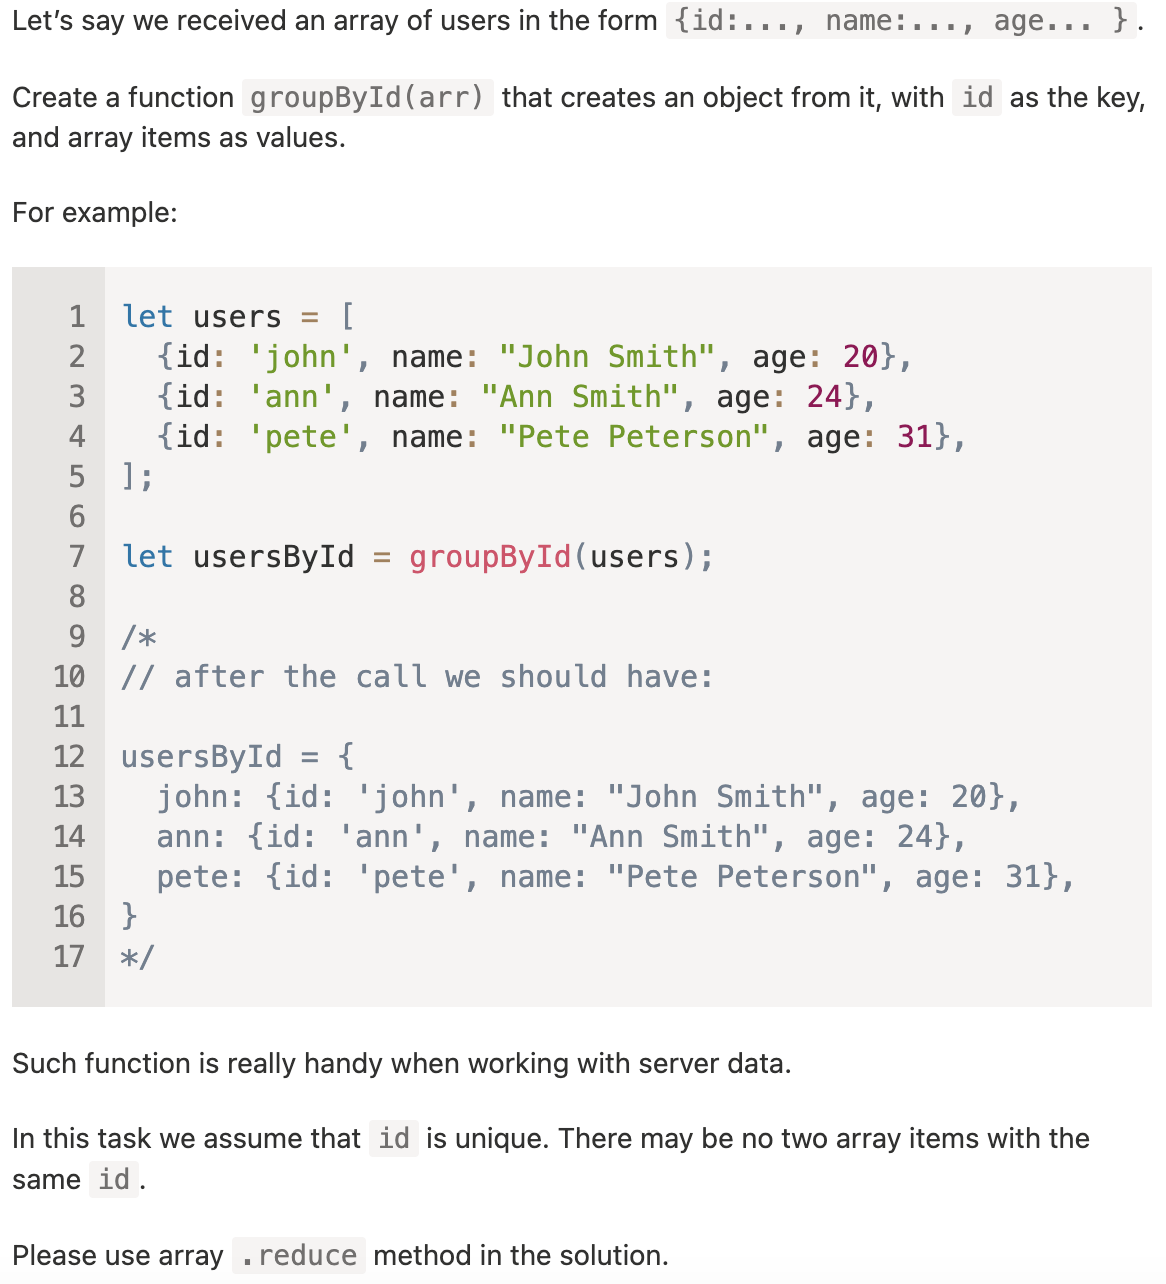 Let’s say we received an array of users in the form {id:..., name:..., age... }.
Create a function groupById(arr) that creates an object from it, with id as the key,
and array items as values.
For example:
1 let users = [
2   {id: 'john', name: "John Smith", age: 20},
3   {id: 'ann', name: "Ann Smith", age: 24},
4   {id: 'pete', name: "Pete Peterson", age: 31},
5 ];
6
7 let usersById = groupById(users);
8
9 /*
10 // after the call we should have:
11
12 usersById = {
13   john: {id: 'john', name: "John Smith", age: 20},
14   ann: {id: 'ann', name: "Ann Smith", age: 24},
15   pete: {id: 'pete', name: "Pete Peterson", age: 31},
16 }
17 */
Such function is really handy when working with server data.
In this task we assume that id is unique. There may be no two array items with the
same id.
Please use array .reduce method in the solution.